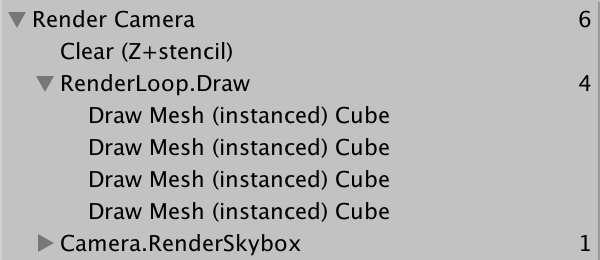 Render Camera 6
Clear (Z+stencil)
RenderLoop.Draw 4
Draw Mesh (instanced) Cube
Draw Mesh (instanced) Cube
Draw Mesh (instanced) Cube
Draw Mesh (instanced) Cube
Camera.RenderSkybox 1